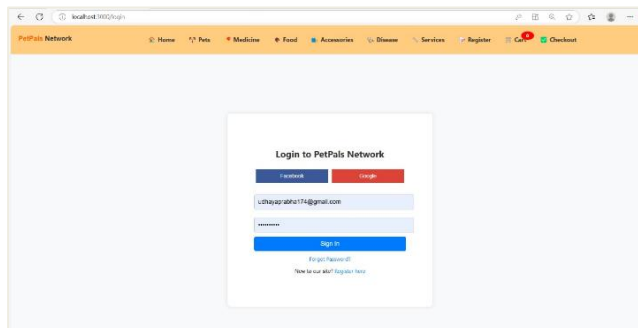 localhost:3000/login
PetPals Network Home Pets Medicine Food Accessories Disease Services Register Cart 0 Checkout
Login to PetPals Network
Facebook Google
udhayaprabha174@gmail.com
••••••••••
Sign In
Forgot Password?
New to our site? Register here